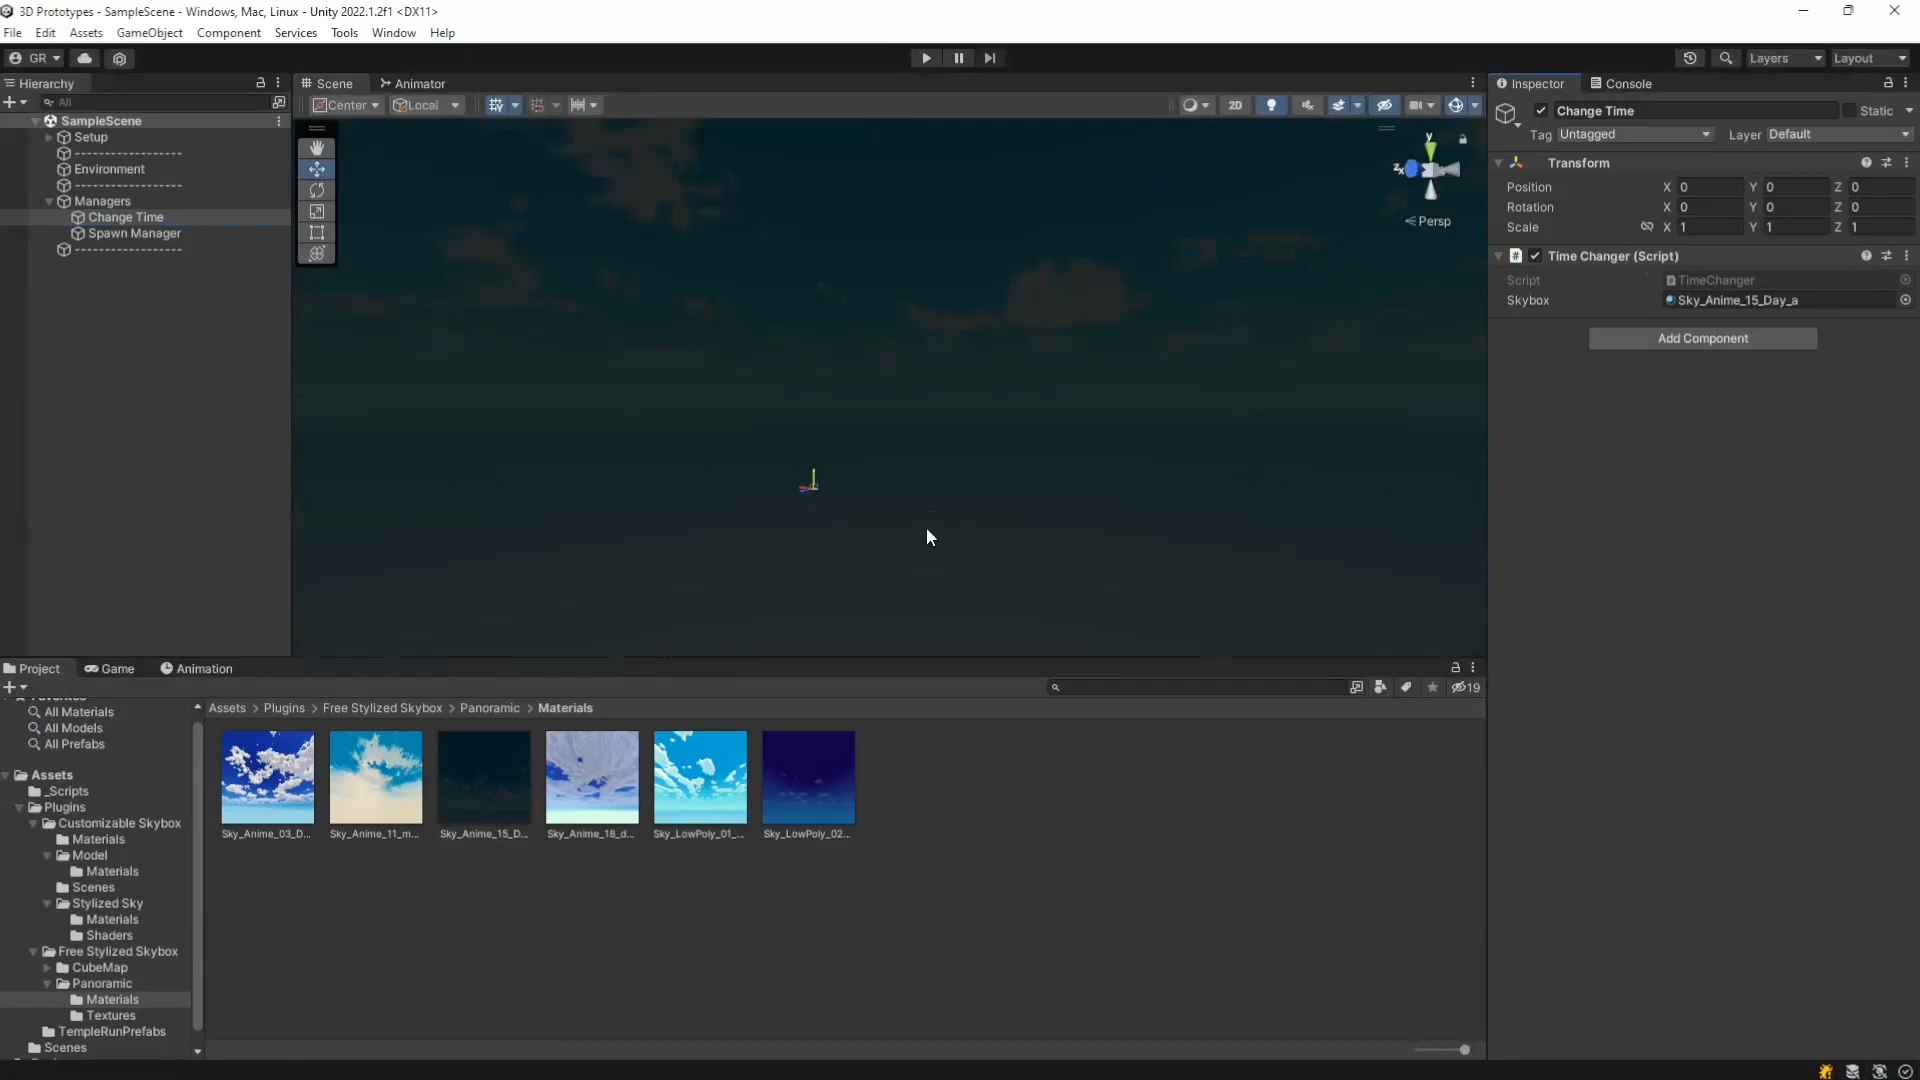 3D Prototypes - SampleScene - Windows, Mac, Linux - Unity 2022.1.2f1 <DX11>
File Edit Assets GameObject Component Services Tools Window Help
GR Layers Layout
Hierarchy
All
SampleScene
Setup
----------------
Environment
----------------
Managers
Change Time
Spawn Manager
----------------
Scene Animator
Center Local 2D
y
z
Persp
Inspector Console
Change Time Static
Tag Untagged Layer Default
Transform
Position X 0 Y 0 Z 0
Rotation X 0 Y 0 Z 0
Scale X 1 Y 1 Z 1
Time Changer (Script)
Script TimeChanger
Skybox Sky_Anime_15_Day_a
Add Component
Project Game Animation
19
Favorites
All Materials
All Models
All Prefabs
Assets
_Scripts
Plugins
Customizable Skybox
Materials
Model
Materials
Scenes
Stylized Sky
Materials
Shaders
Free Stylized Skybox
CubeMap
Panoramic
Materials
Textures
TempleRunPrefabs
Scenes
Assets > Plugins > Free Stylized Skybox > Panoramic > Materials
Sky_Anime_03_D... Sky_Anime_11_m... Sky_Anime_15_D... Sky_Anime_18_d... Sky_LowPoly_01_... Sky_LowPoly_02...